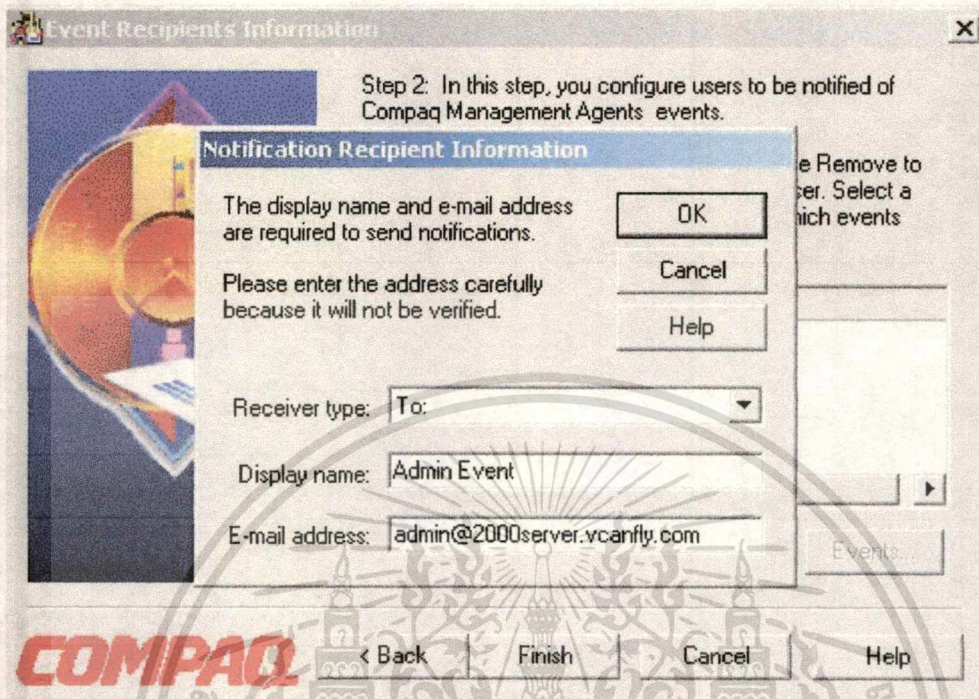 Event Recipients Information
Step 2: In this step, you configure users to be notified of
Compaq Management Agents events.
e Remove to
ser. Select a
hich events
Notification Recipient Information
The display name and e-mail address
are required to send notifications.
Please enter the address carefully
because it will not be verified.
OK
Cancel
Help
Receiver type: To:
Display name: Admin Event
E-mail address: admin@2000server.vcanfly.com
Events...
COMPAQ
< Back
Finish
Cancel
Help